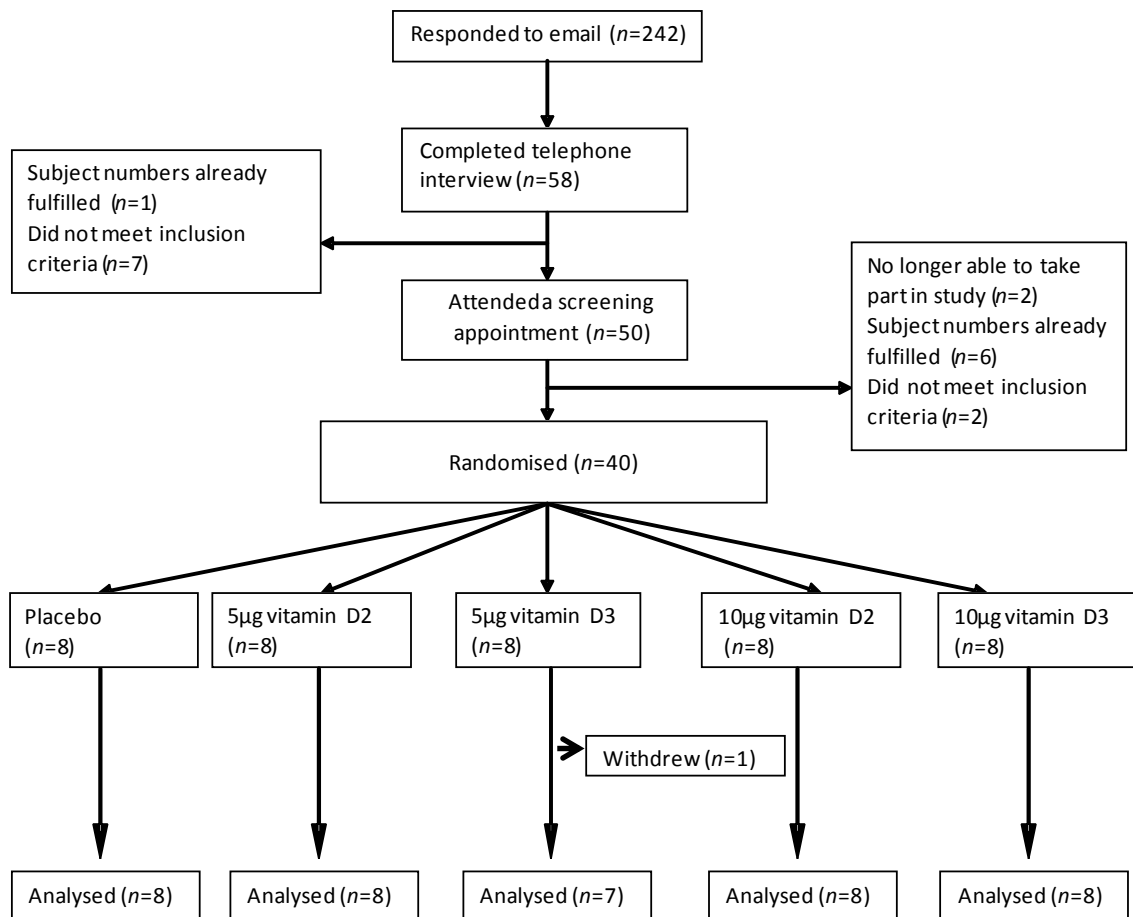 Responded to email (n=242)
Completed telephone
interview (n=58)
Subject numbers already
fulfilled (n=1)
Did not meet inclusion
criteria (n=7)
Attended a screening
appointment (n=50)
No longer able to take
part in study (n=2)
Subject numbers already
fulfilled (n=6)
Did not meet inclusion
criteria (n=2)
Randomised (n=40)
Placebo
(n=8)
5µg vitamin D2
(n=8)
5µg vitamin D3
(n=8)
10µg vitamin D2
(n=8)
10µg vitamin D3
(n=8)
Withdrew (n=1)
Analysed (n=8)
Analysed (n=8)
Analysed (n=7)
Analysed (n=8)
Analysed (n=8)